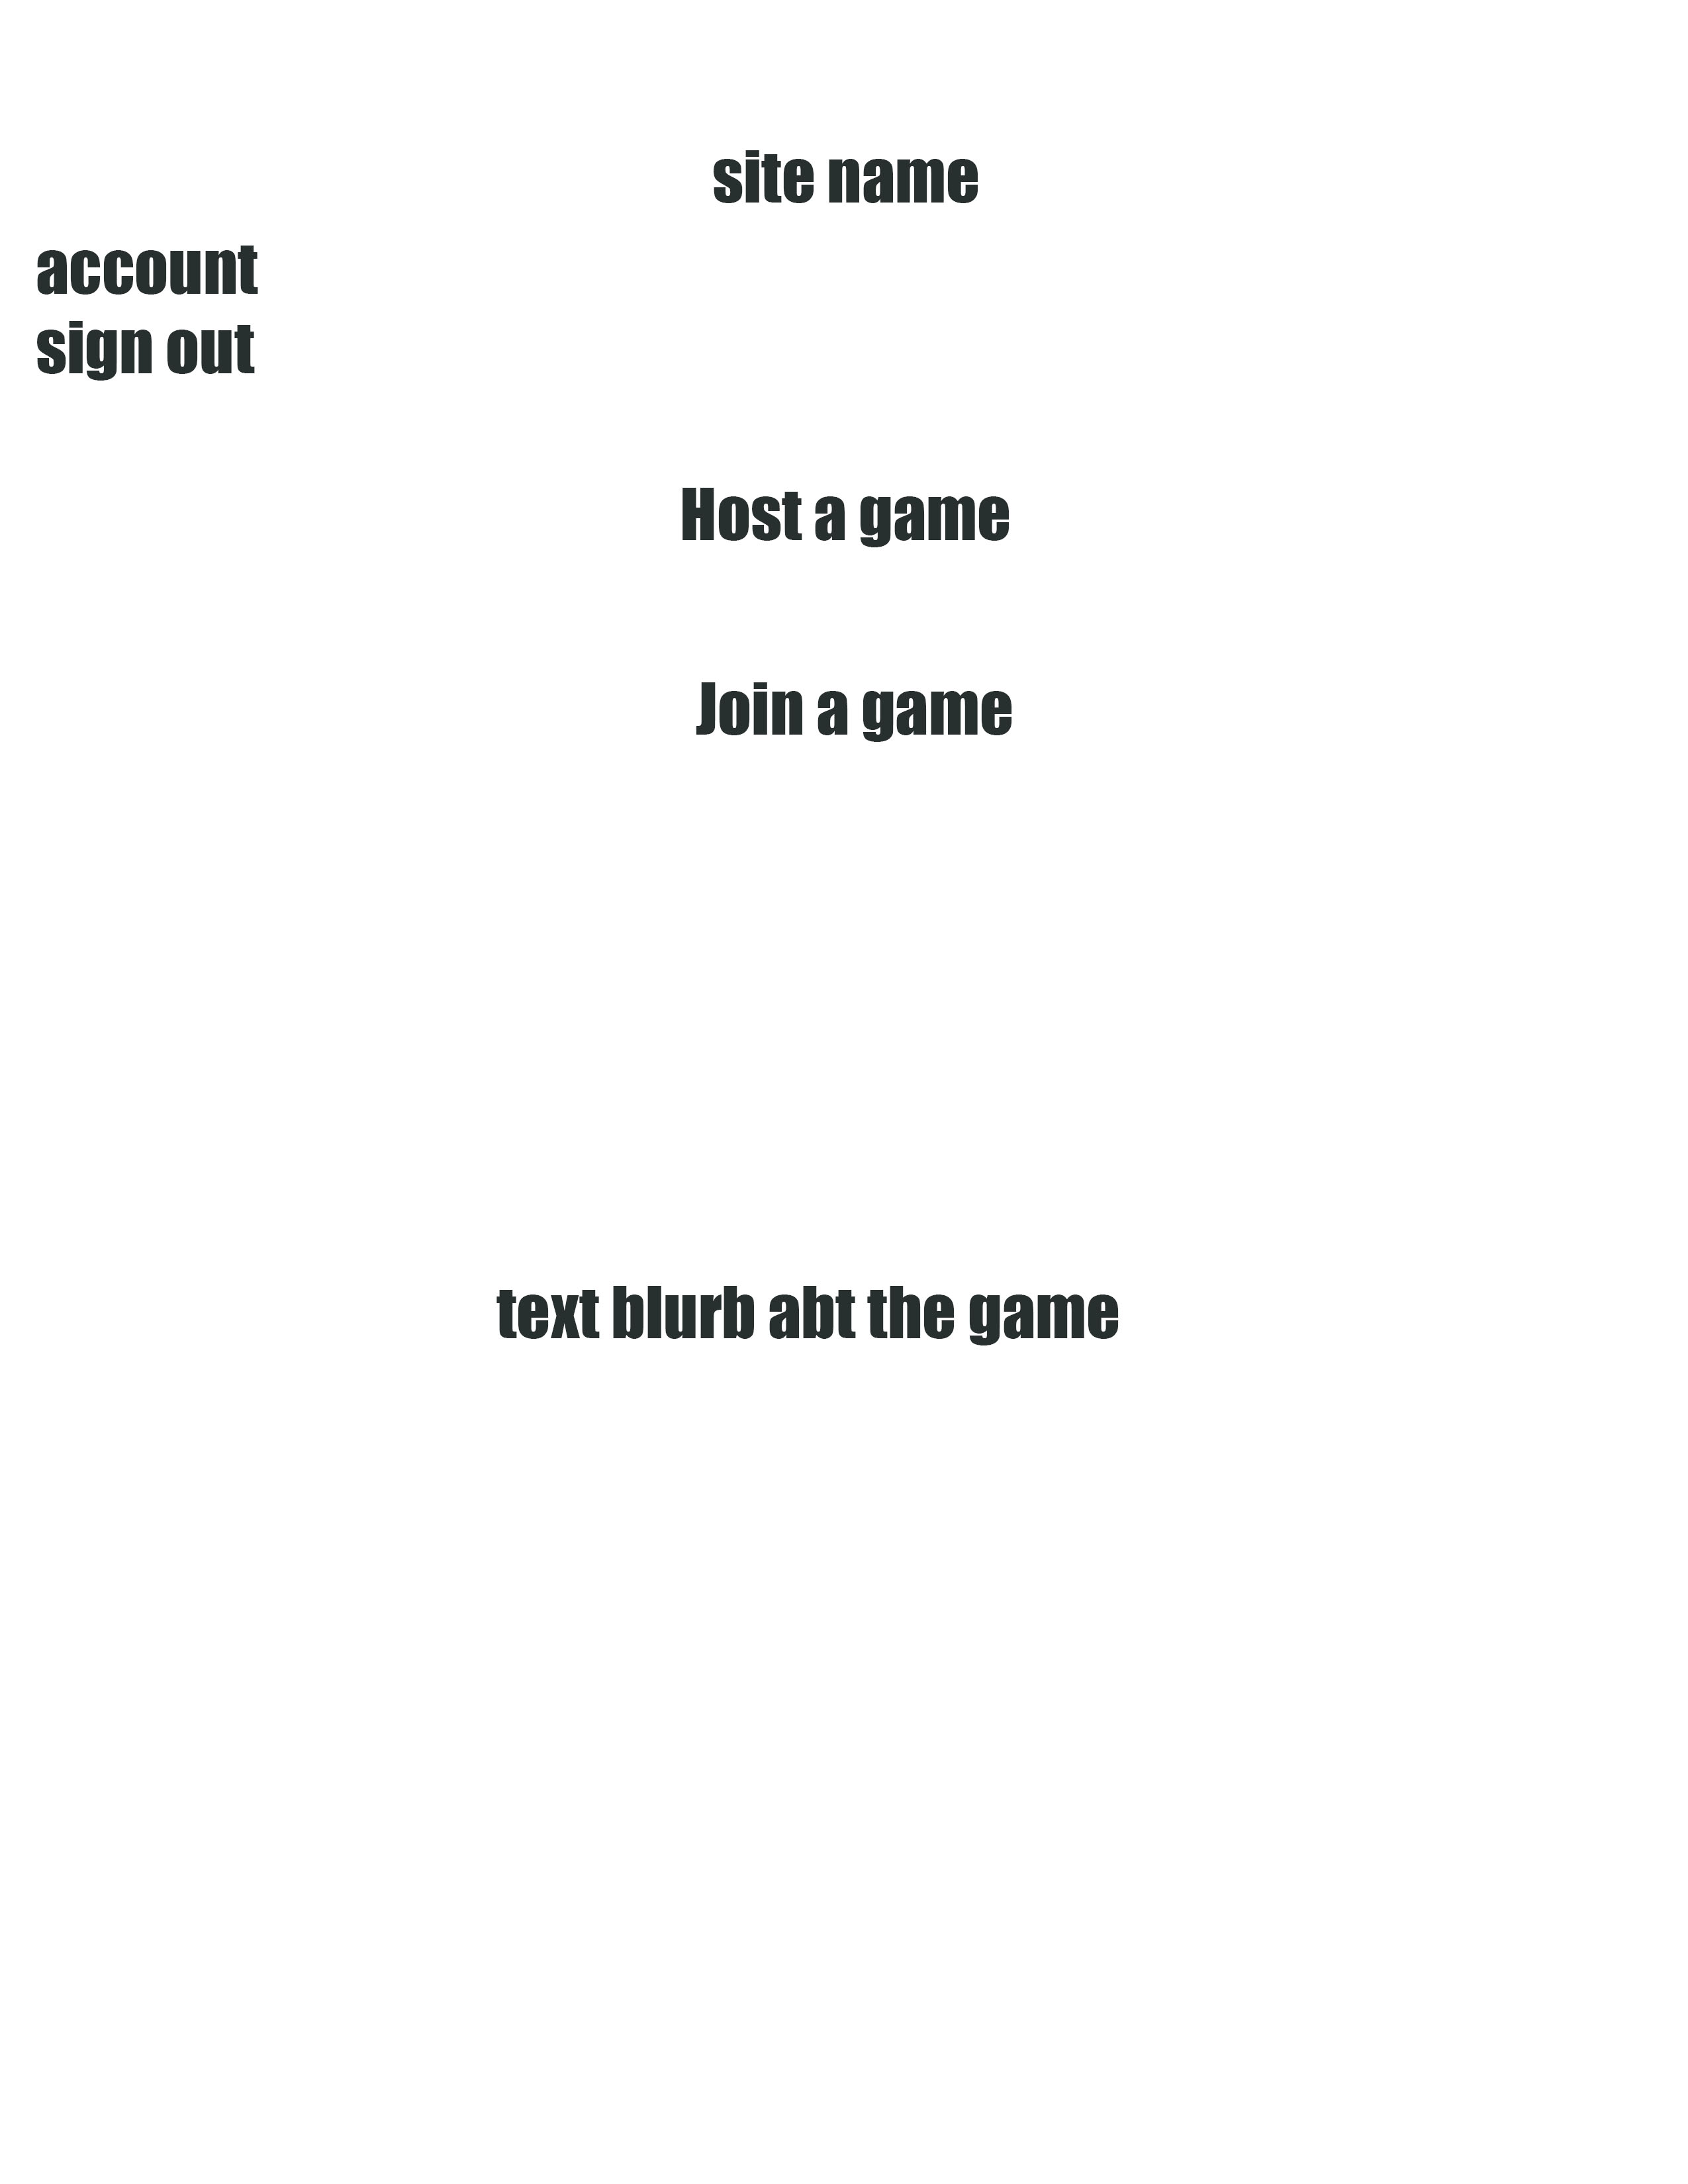 site name
account
sign out
Host a game
Join a game
text blurb abt the game